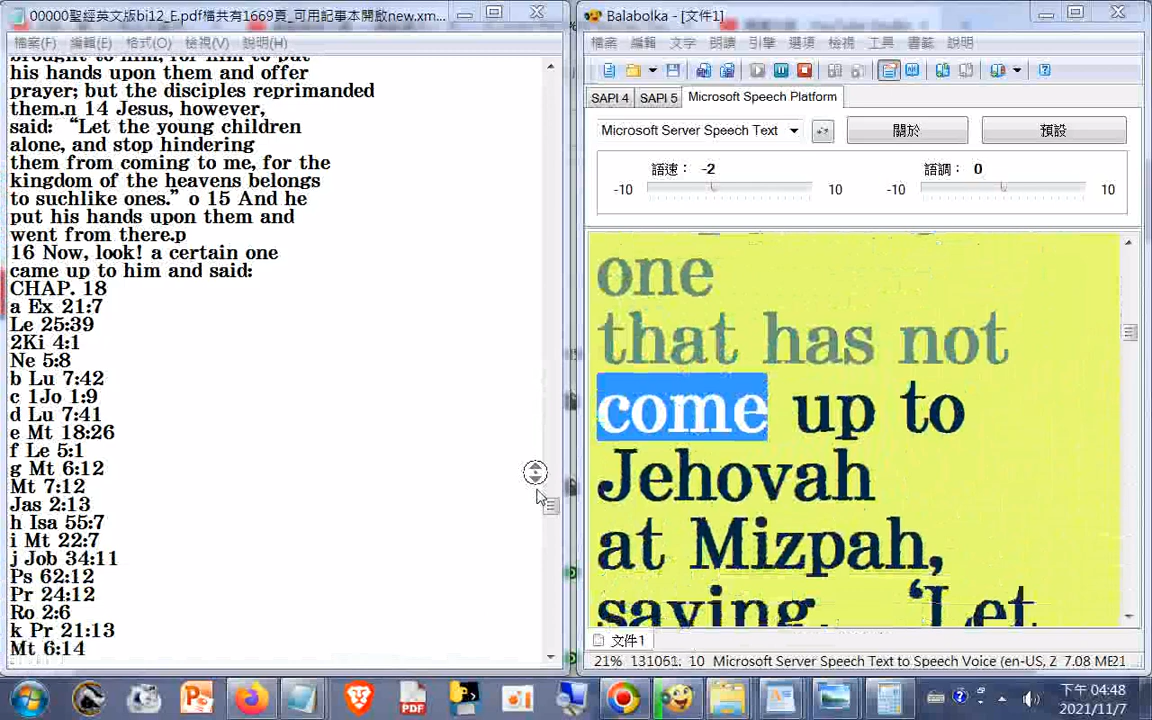 00000聖經英文版bi12_E.pdf檔共有1669頁_可用記事本開啟new.xm...
檔案(F) 編輯(E) 格式(O) 檢視(V) 說明(H)
brought to him, for him to put
his hands upon them and offer
prayer; but the disciples reprimanded
them.n 14 Jesus, however,
said: “Let the young children
alone, and stop hindering
them from coming to me, for the
kingdom of the heavens belongs
to suchlike ones.” o 15 And he
put his hands upon them and
went from there.p
16 Now, look! a certain one
came up to him and said:
CHAP. 18
a Ex 21:7
Le 25:39
2Ki 4:1
Ne 5:8
b Lu 7:42
c 1Jo 1:9
d Lu 7:41
e Mt 18:26
f Le 5:1
g Mt 6:12
Mt 7:12
Jas 2:13
h Isa 55:7
i Mt 22:7
j Job 34:11
Ps 62:12
Pr 24:12
Ro 2:6
k Pr 21:13
Mt 6:14
Balabolka - [文件1]
檔案 編輯 文字 朗讀 引擎 選項 檢視 工具 書籤 說明
SAPI 4 SAPI 5 Microsoft Speech Platform
Microsoft Server Speech Text 關於 預設
語速： -2 語調： 0
-10 10 -10 10
one
that has not
come up to
Jehovah
at Mizpah,
saying, ‘Let
文件1
21% 131051: 10 Microsoft Server Speech Text to Speech Voice (en-US, Z 7.08 ME21
PDF
下午 04:48
2021/11/7